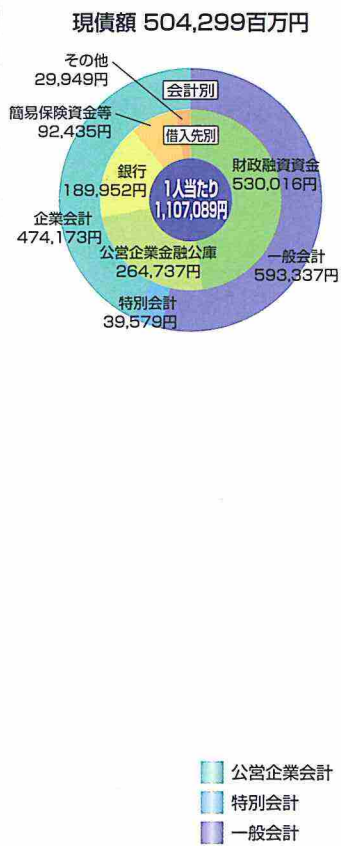 現債額 504,299百万円
その他
29,949円
会計別
簡易保険資金等
92,435円
借入先別
銀行
189,952円
財政融資資金
530,016円
1人当たり
1,107,089円
企業会計
474,173円
公営企業金融公庫
264,737円
一般会計
593,337円
特別会計
39,579円
公営企業会計
特別会計
一般会計